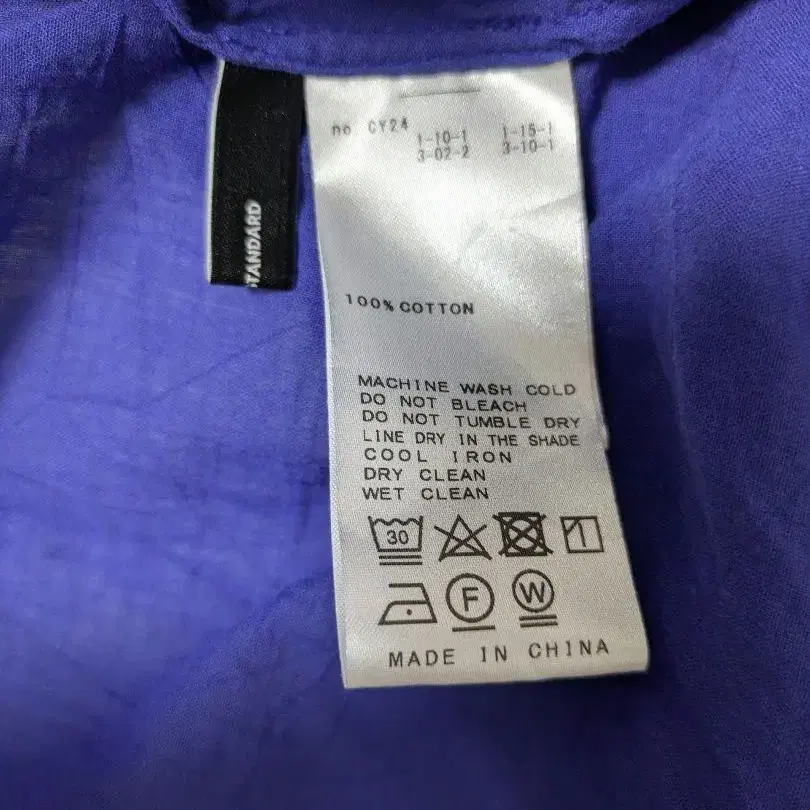 STANDARD
no CY24
1-10-1 1-15-1
3-02-2 3-10-1
100% COTTON
MACHINE WASH COLD
DO NOT BLEACH
DO NOT TUMBLE DRY
LINE DRY IN THE SHADE
COOL IRON
DRY CLEAN
WET CLEAN
30
F W
MADE IN CHINA